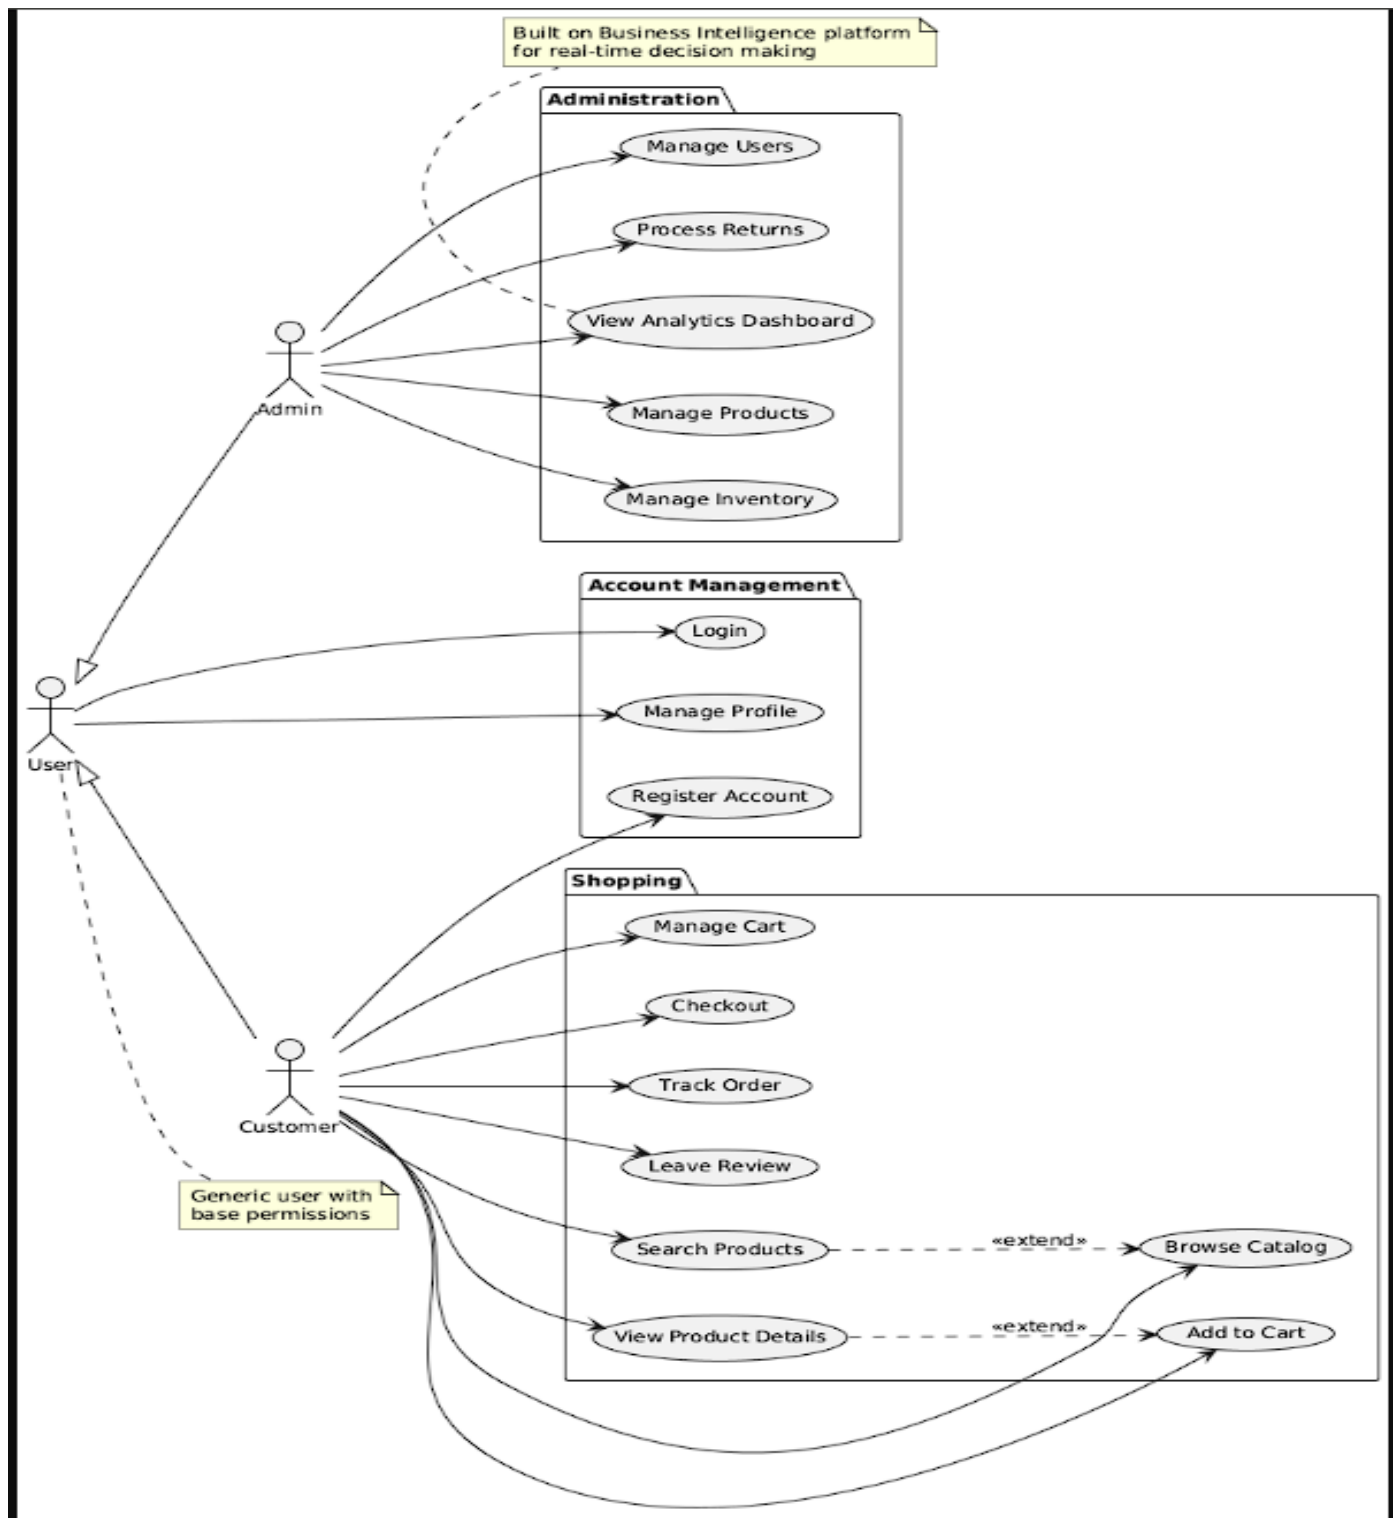 Built on Business Intelligence platform
for real-time decision making
Administration
Manage Users
Process Returns
View Analytics Dashboard
Admin
Manage Products
Manage Inventory
Account Management
Login
Manage Profile
User
Register Account
Shopping
Manage Cart
Checkout
Track Order
Customer
Leave Review
Generic user with
base permissions
Search Products
«extend»
Browse Catalog
View Product Details
«extend»
Add to Cart